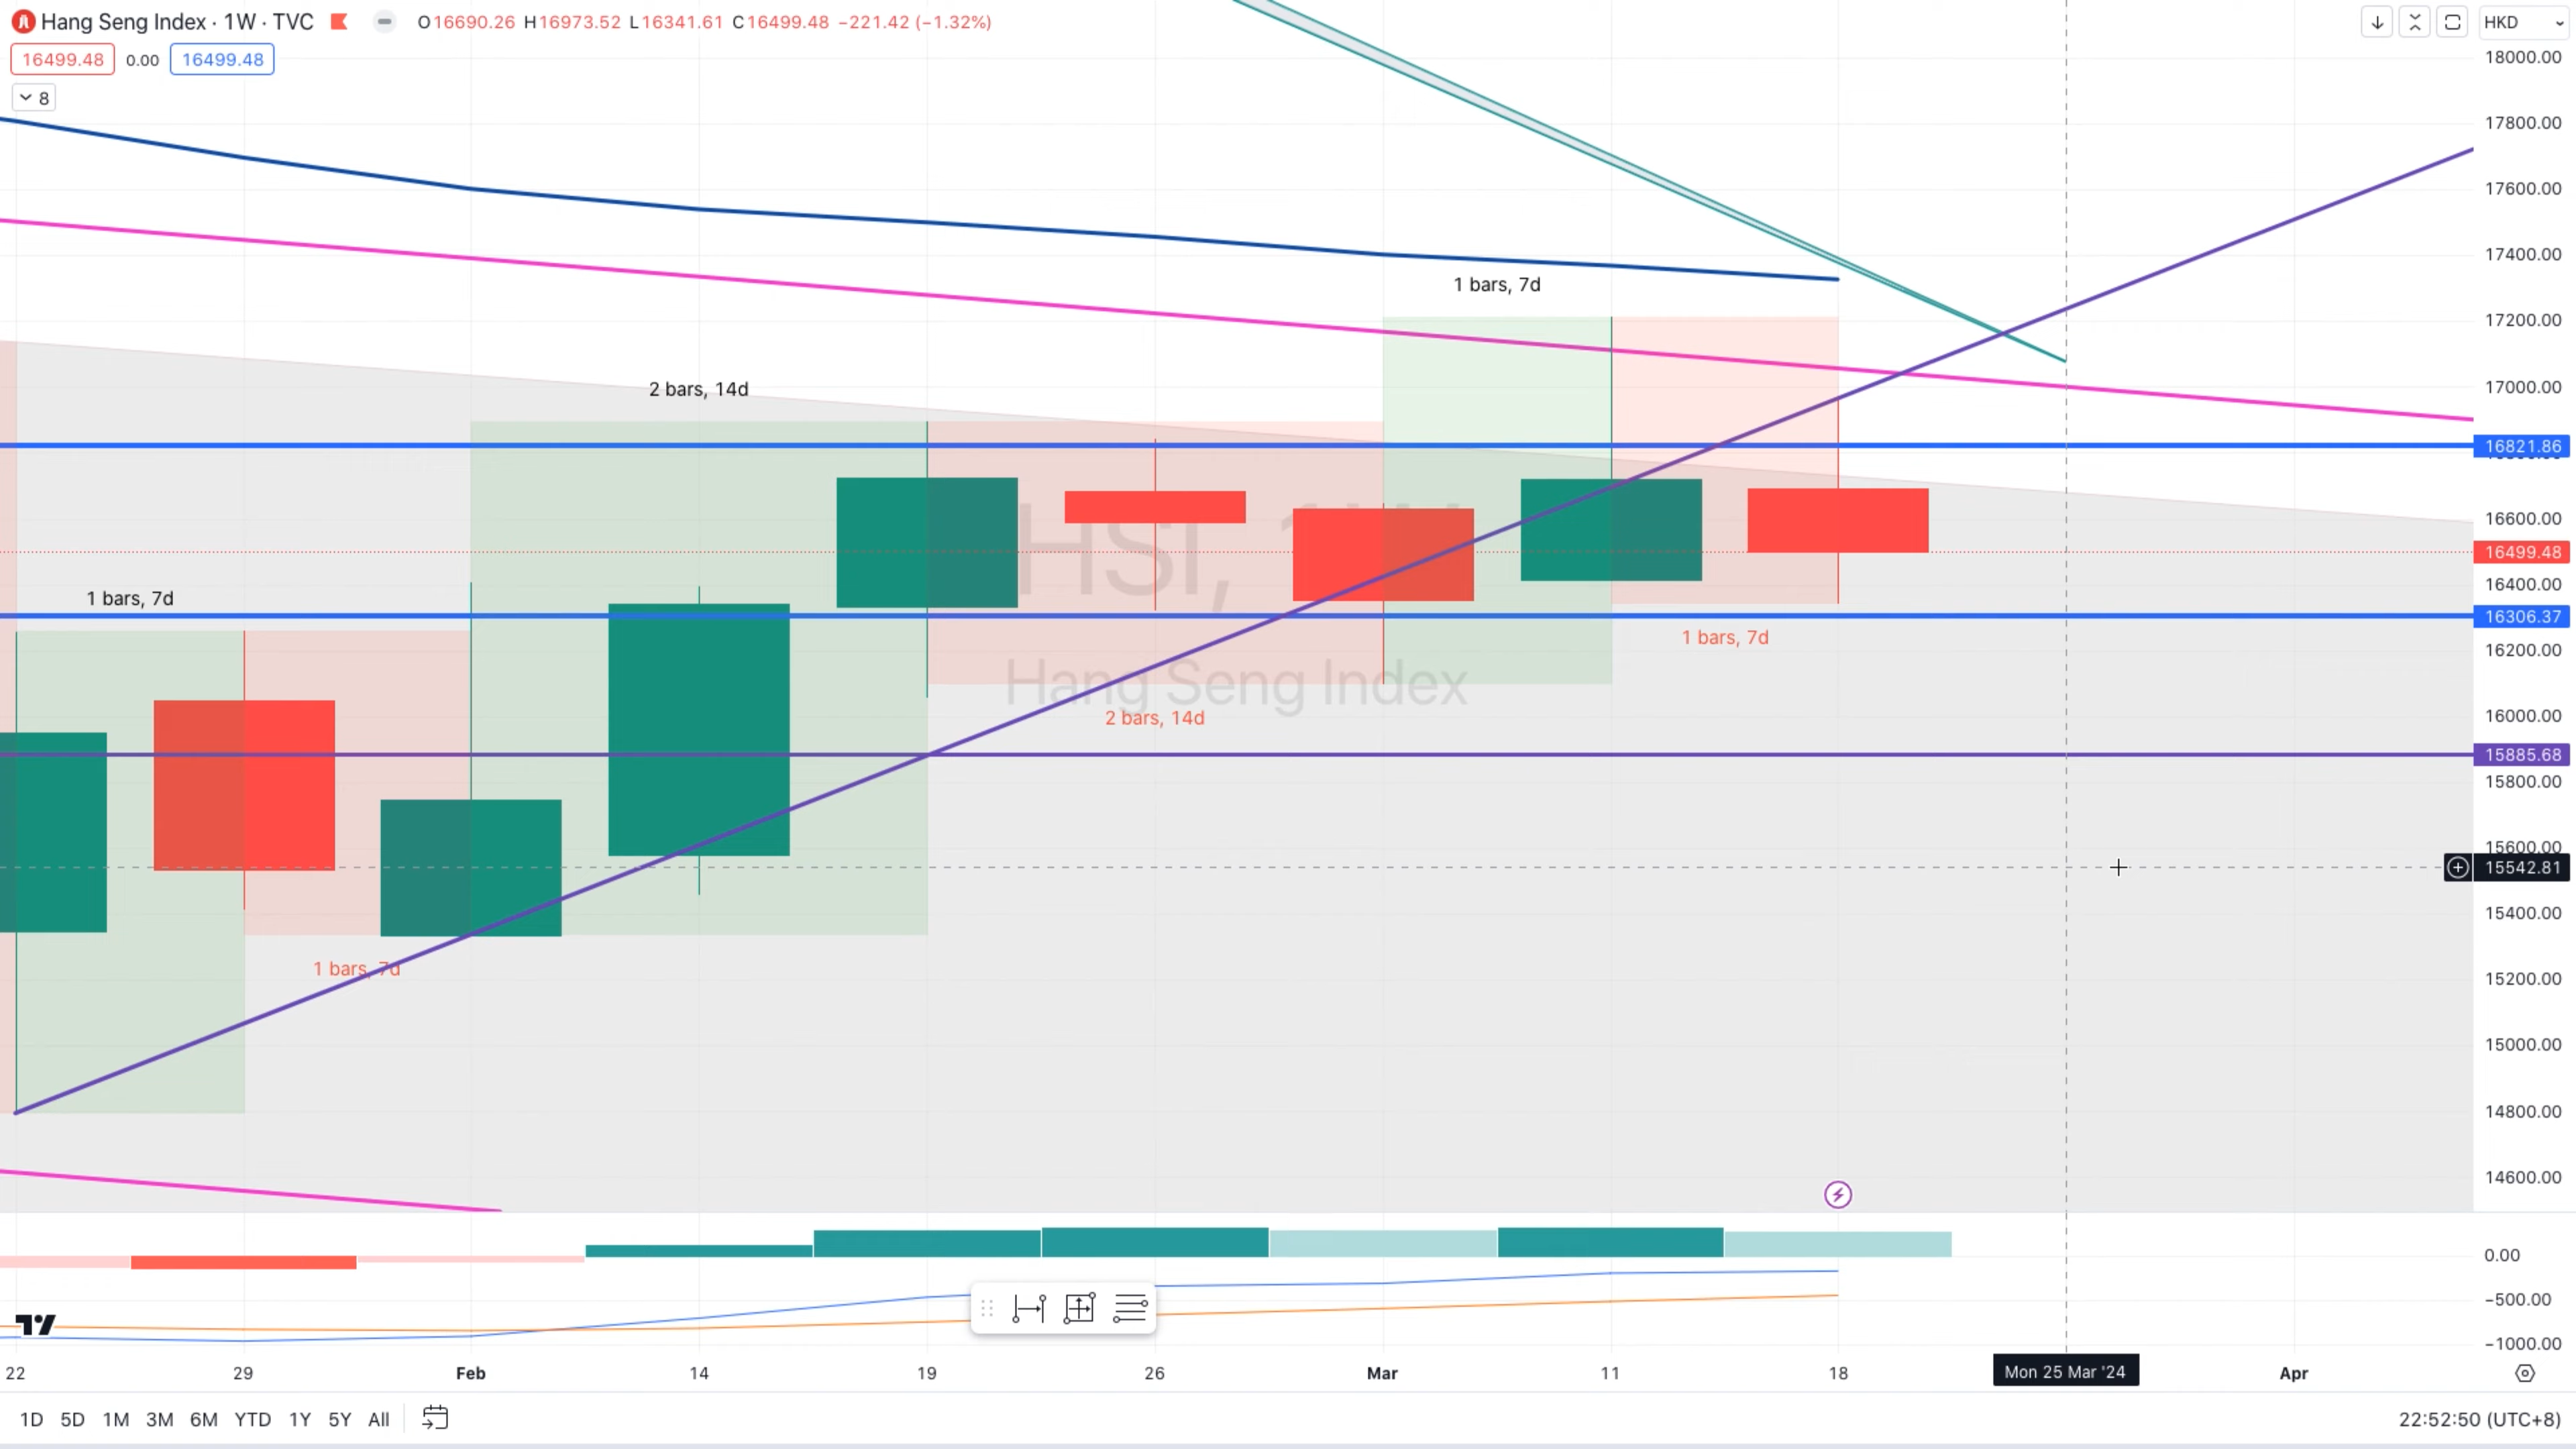 Hang Seng Index · 1W · TVC O16690.26 H16973.52 L16341.61 C16499.48 −221.42 (−1.32%) HKD
16499.48 0.00 16499.48
8
18000.00
17800.00
17600.00
17400.00
1 bars, 7d
17200.00
2 bars, 14d
17000.00
16821.86
16600.00
HSI, 1W
16499.48
1 bars, 7d
16400.00
16306.37
1 bars, 7d
16200.00
Hang Seng Index
2 bars, 14d
16000.00
15885.68
15800.00
15600.00
15542.81
15400.00
1 bars, 7d
15200.00
15000.00
14800.00
14600.00
0.00
−500.00
−1000.00
22 29 Feb 14 19 26 Mar 11 18 Mon 25 Mar '24 Apr
1D 5D 1M 3M 6M YTD 1Y 5Y All 22:52:50 (UTC+8)